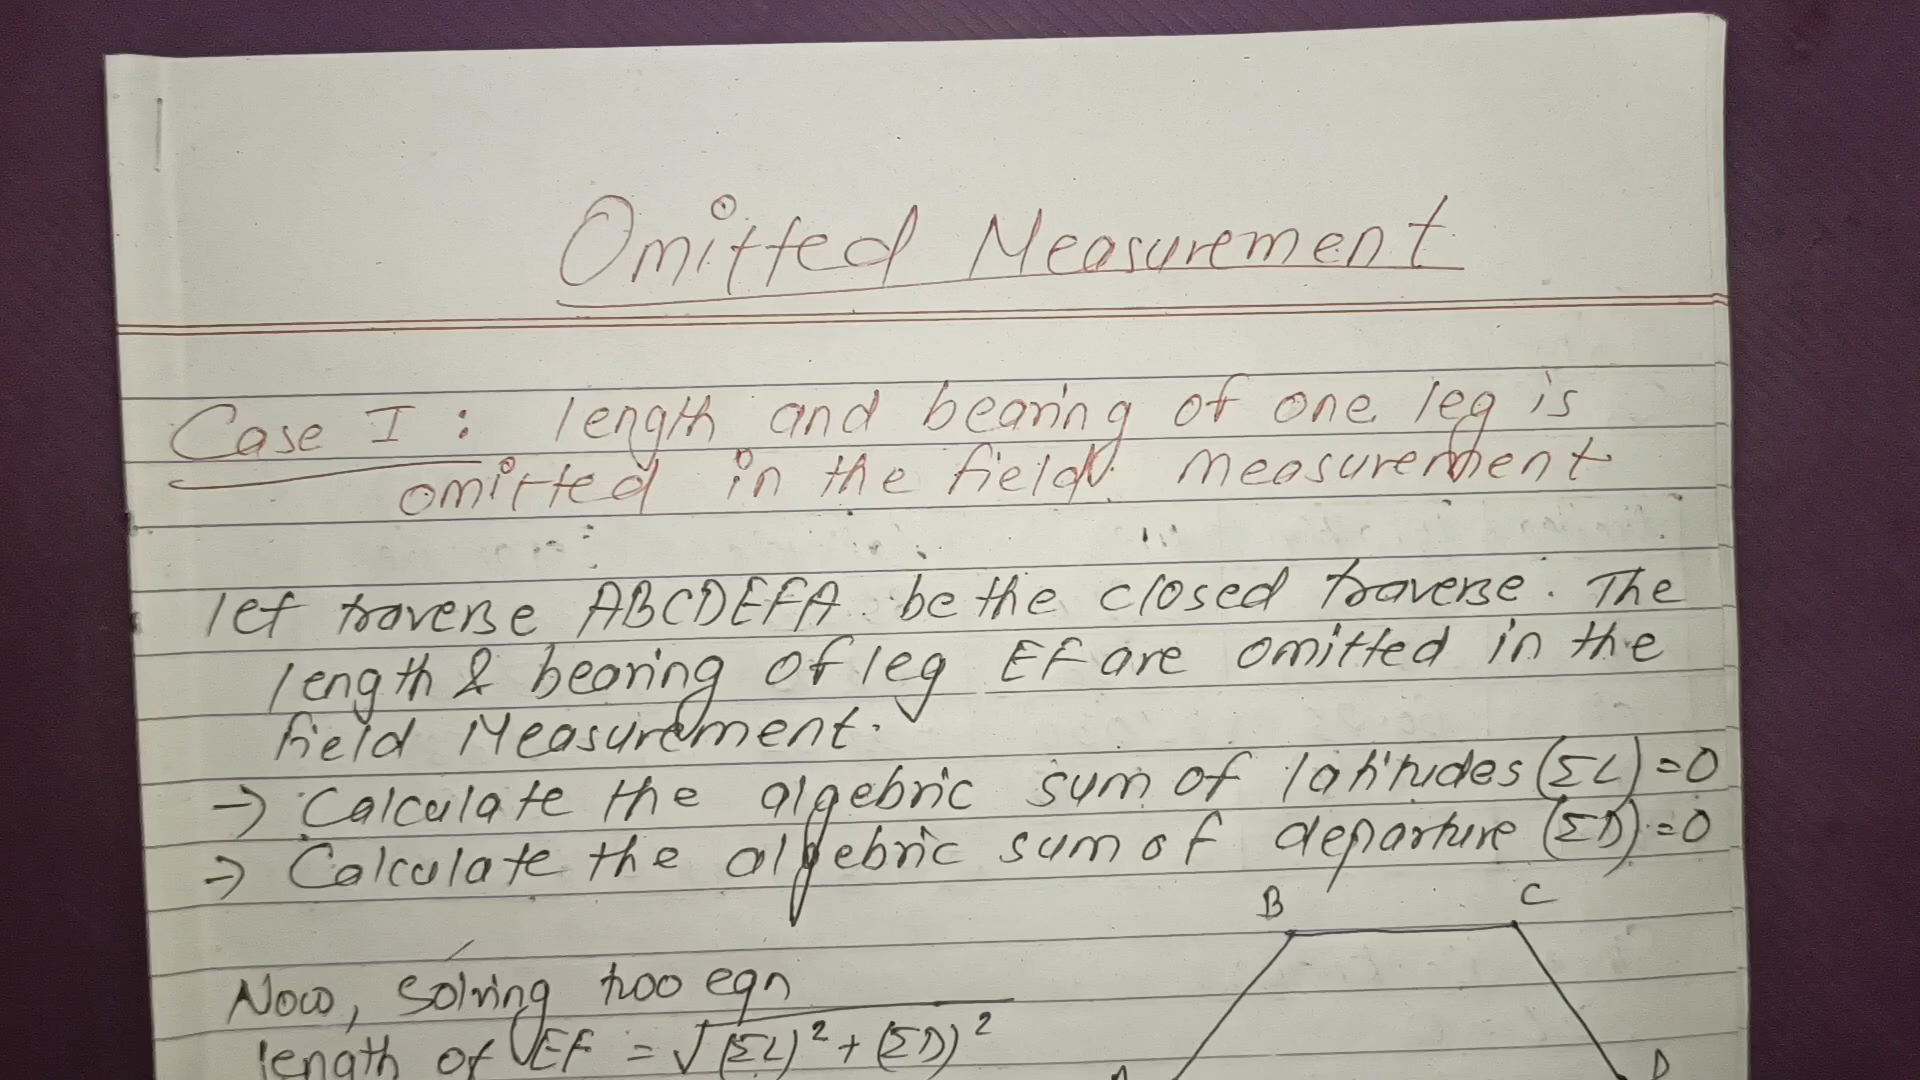 Omitted Measurement
Case I : length and bearing of one leg is
omitted in the field measurement
let traverse ABCDEFA be the closed traverse. The
length & bearing of leg EF are omitted in the
field Measurement.
→ Calculate the algebric sum of latitudes (ΣL) = 0
→ Calculate the algebric sum of departure (ΣD) = 0
B C
Now, solving two eqn
length of EF = √(ΣL)² + (ΣD)²
A D